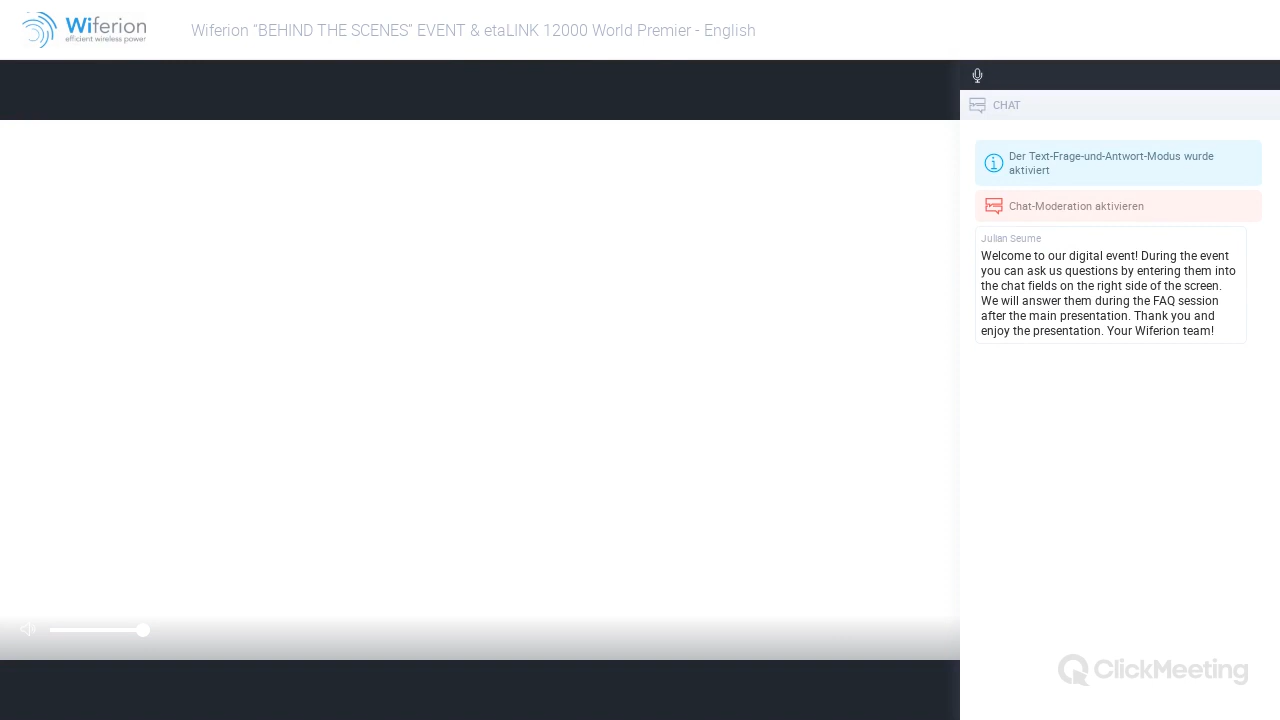 Wiferion
efficient wireless power
Wiferion “BEHIND THE SCENES” EVENT & etaLINK 12000 World Premier - English
CHAT
Der Text-Frage-und-Antwort-Modus wurde
aktiviert
Chat-Moderation aktivieren
Julian Seume
Welcome to our digital event! During the event
you can ask us questions by entering them into
the chat fields on the right side of the screen.
We will answer them during the FAQ session
after the main presentation. Thank you and
enjoy the presentation. Your Wiferion team!
ClickMeeting